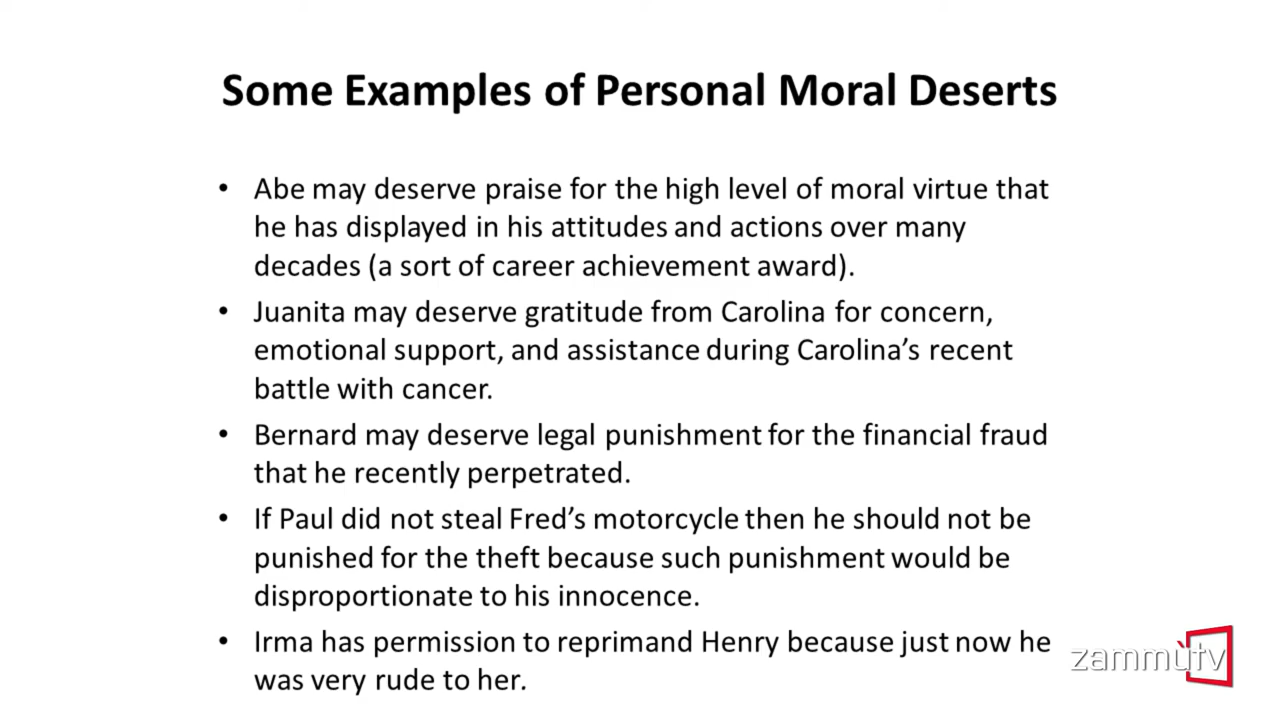 Some Examples of Personal Moral Deserts
• Abe may deserve praise for the high level of moral virtue that
he has displayed in his attitudes and actions over many
decades (a sort of career achievement award).
• Juanita may deserve gratitude from Carolina for concern,
emotional support, and assistance during Carolina’s recent
battle with cancer.
• Bernard may deserve legal punishment for the financial fraud
that he recently perpetrated.
• If Paul did not steal Fred’s motorcycle then he should not be
punished for the theft because such punishment would be
disproportionate to his innocence.
• Irma has permission to reprimand Henry because just now he
was very rude to her.
zammùtv